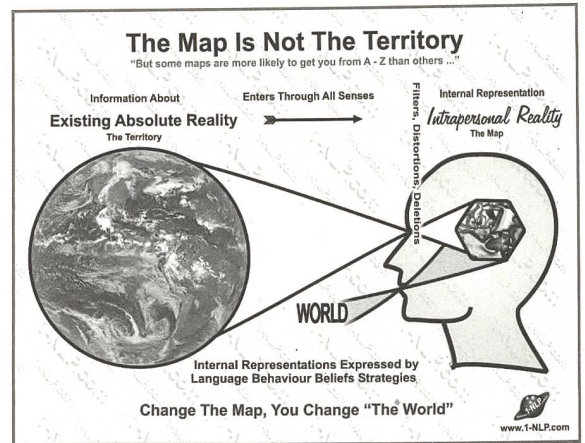 The Map Is Not The Territory
"But some maps are more likely to get you from A - Z than others ..."
Information About
Existing Absolute Reality
The Territory
Enters Through All Senses
Filters, Distortions, Deletions
Internal Representation
Intrapersonal Reality
The Map
WORLD
Internal Representations Expressed by
Language Behaviour Beliefs Strategies
Change The Map, You Change "The World"
1-NLP
www.1-NLP.com